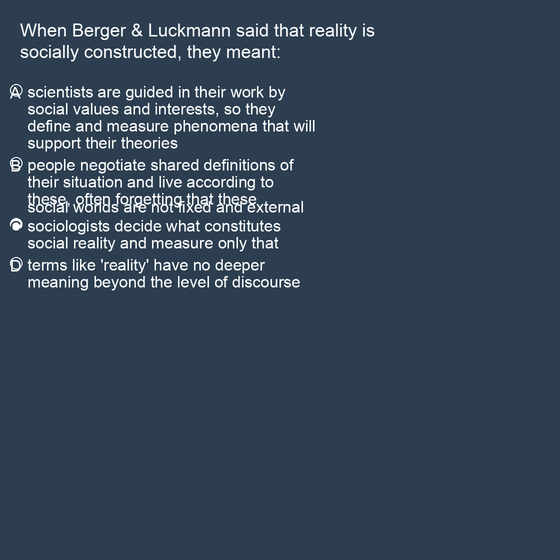 When Berger & Luckmann said that reality is
socially constructed, they meant:
A scientists are guided in their work by
social values and interests, so they
define and measure phenomena that will
support their theories
B people negotiate shared definitions of
their situation and live according to
these, often forgetting that these
social worlds are not fixed and external
C sociologists decide what constitutes
social reality and measure only that
D terms like 'reality' have no deeper
meaning beyond the level of discourse